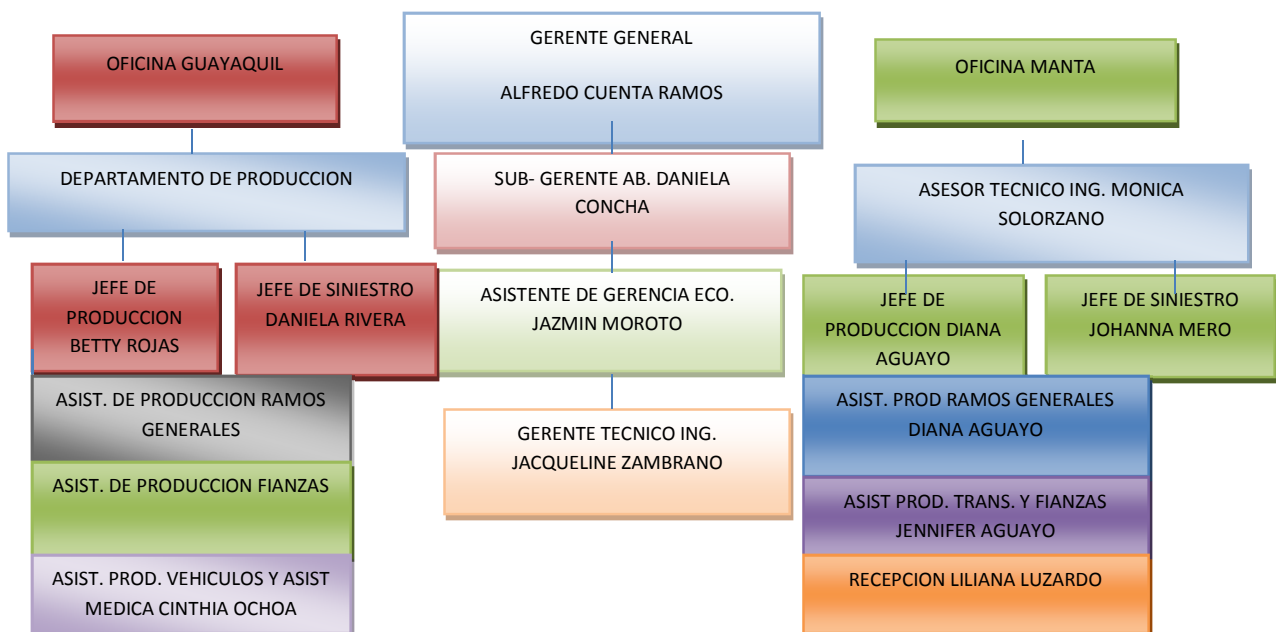 OFICINA GUAYAQUIL
GERENTE GENERAL
ALFREDO CUENTA RAMOS
OFICINA MANTA
DEPARTAMENTO DE PRODUCCION
SUB- GERENTE AB. DANIELA
CONCHA
ASESOR TECNICO ING. MONICA
SOLORZANO
JEFE DE
PRODUCCION
BETTY ROJAS
JEFE DE SINIESTRO
DANIELA RIVERA
ASISTENTE DE GERENCIA ECO.
JAZMIN MOROTO
JEFE DE
PRODUCCION DIANA
AGUAYO
JEFE DE SINIESTRO
JOHANNA MERO
ASIST. DE PRODUCCION RAMOS
GENERALES
GERENTE TECNICO ING.
JACQUELINE ZAMBRANO
ASIST. PROD RAMOS GENERALES
DIANA AGUAYO
ASIST. DE PRODUCCION FIANZAS
ASIST PROD. TRANS. Y FIANZAS
JENNIFER AGUAYO
ASIST. PROD. VEHICULOS Y ASIST
MEDICA CINTHIA OCHOA
RECEPCION LILIANA LUZARDO